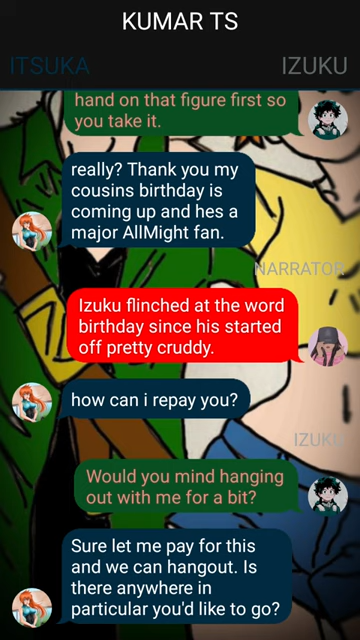 KUMAR TS
ITSUKA
IZUKU
hand on that figure first so
you take it.
really? Thank you my
cousins birthday is
coming up and hes a
major AllMight fan.
NARRATOR
Izuku flinched at the word
birthday since his started
off pretty cruddy.
how can i repay you?
IZUKU
Would you mind hanging
out with me for a bit?
Sure let me pay for this
and we can hangout. Is
there anywhere in
particular you'd like to go?